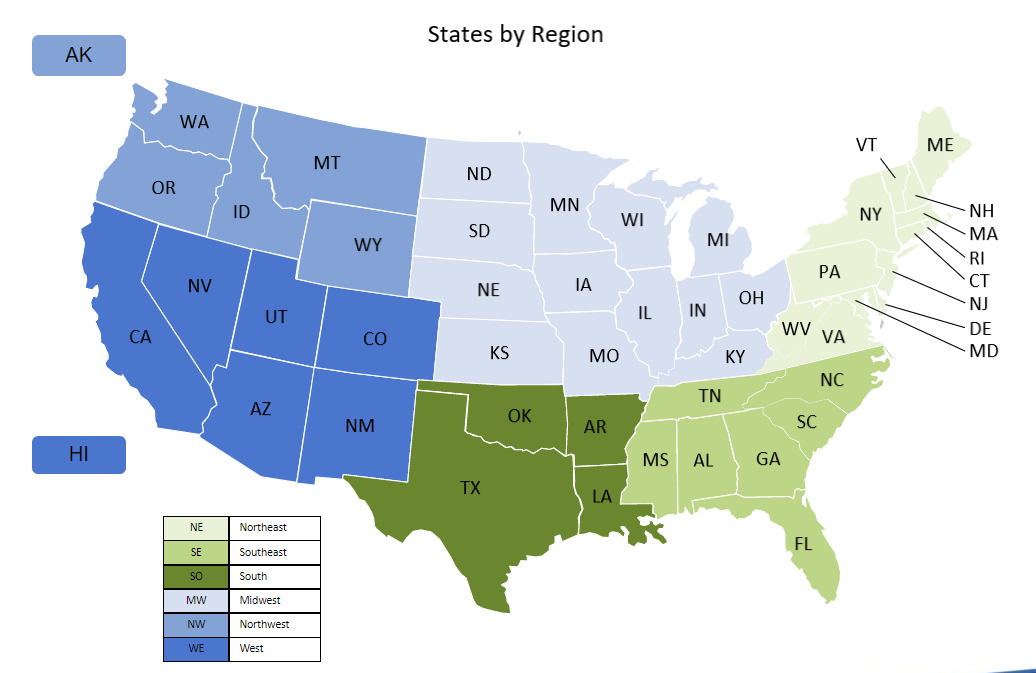 States by Region
AK
WA
MT
OR
ID
WY
ND
SD
NE
KS
MN
WI
MI
IA
IL
IN
OH
MO
KY
VT
ME
NY
NH
MA
RI
CT
NJ
DE
MD
PA
WV
VA
NV
UT
CO
CA
AZ
NM
HI
OK
AR
TX
LA
TN
NC
SC
MS
AL
GA
FL
NE Northeast
SE Southeast
SO South
MW Midwest
NW Northwest
WE West